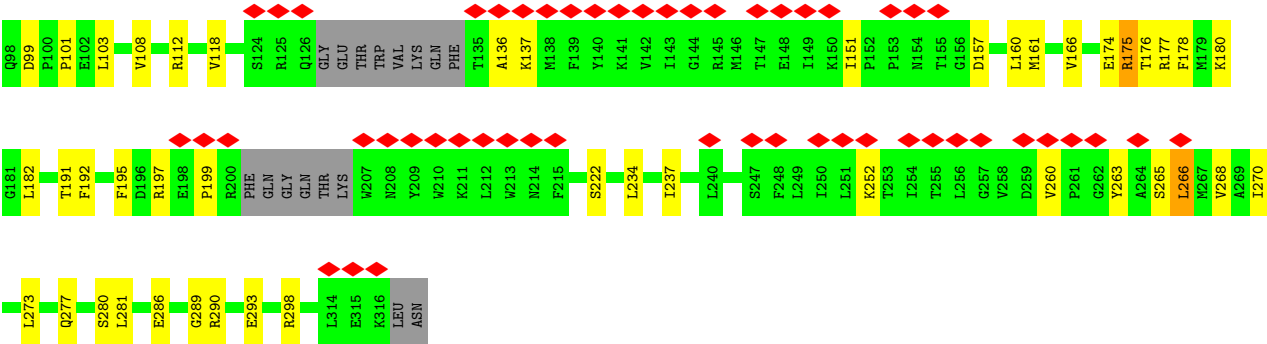 Q98 D99 P100 P101 E102 L103 V108 R112 V118 S124 R125 Q126 GLY GLU THR TRP VAL LYS GLN PHE T135 A136 K137 M138 F139 Y140 K141 V142 I143 G144 R145 M146 T147 E148 I149 K150 I151 P152 P153 N154 T155 G156 D157 L160 M161 V166 E174 R175 T176 R177 F178 M179 K180
G181 L182 T191 F192 F195 D196 R197 E198 P199 R200 PHE GLN GLY GLN THR LYS W207 N208 Y209 W210 K211 L212 W213 N214 F215 S222 L234 I237 L240 S247 F248 L249 I250 L251 K252 T253 I254 T255 L256 G257 V258 D259 V260 P261 G262 Y263 A264 S265 L266 M267 V268 A269 I270
L273 Q277 S280 L281 E286 G289 R290 E293 R298 L314 E315 K316 LEU ASN